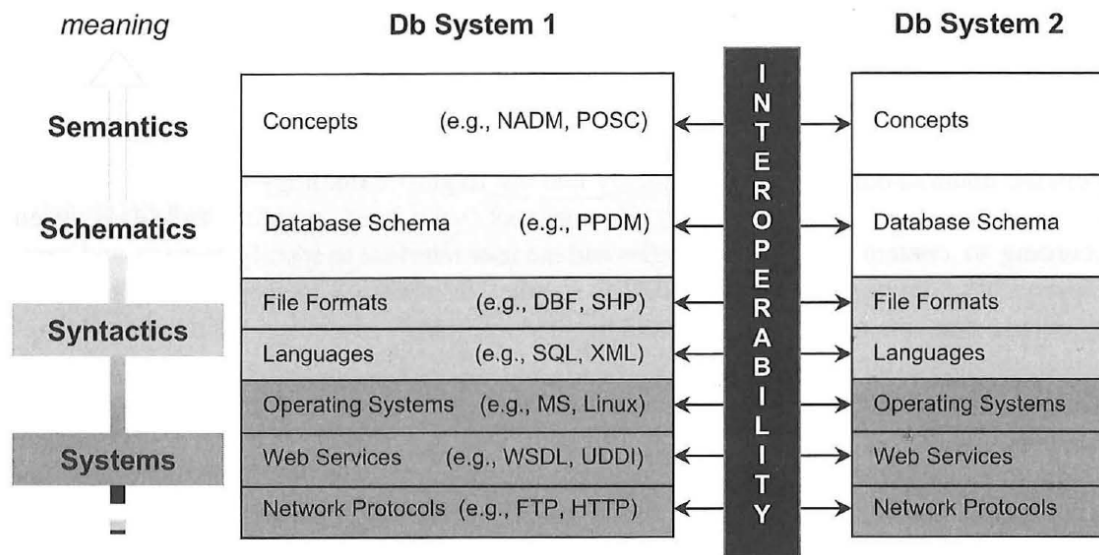 meaning Db System 1 Db System 2
Semantics Concepts (e.g., NADM, POSC) Concepts
Schematics Database Schema (e.g., PPDM) Database Schema
File Formats (e.g., DBF, SHP) File Formats
Syntactics
Languages (e.g., SQL, XML) Languages
Operating Systems (e.g., MS, Linux) Operating Systems
Systems Web Services (e.g., WSDL, UDDI) Web Services
Network Protocols (e.g., FTP, HTTP) Network Protocols
INTEROPERABILITY